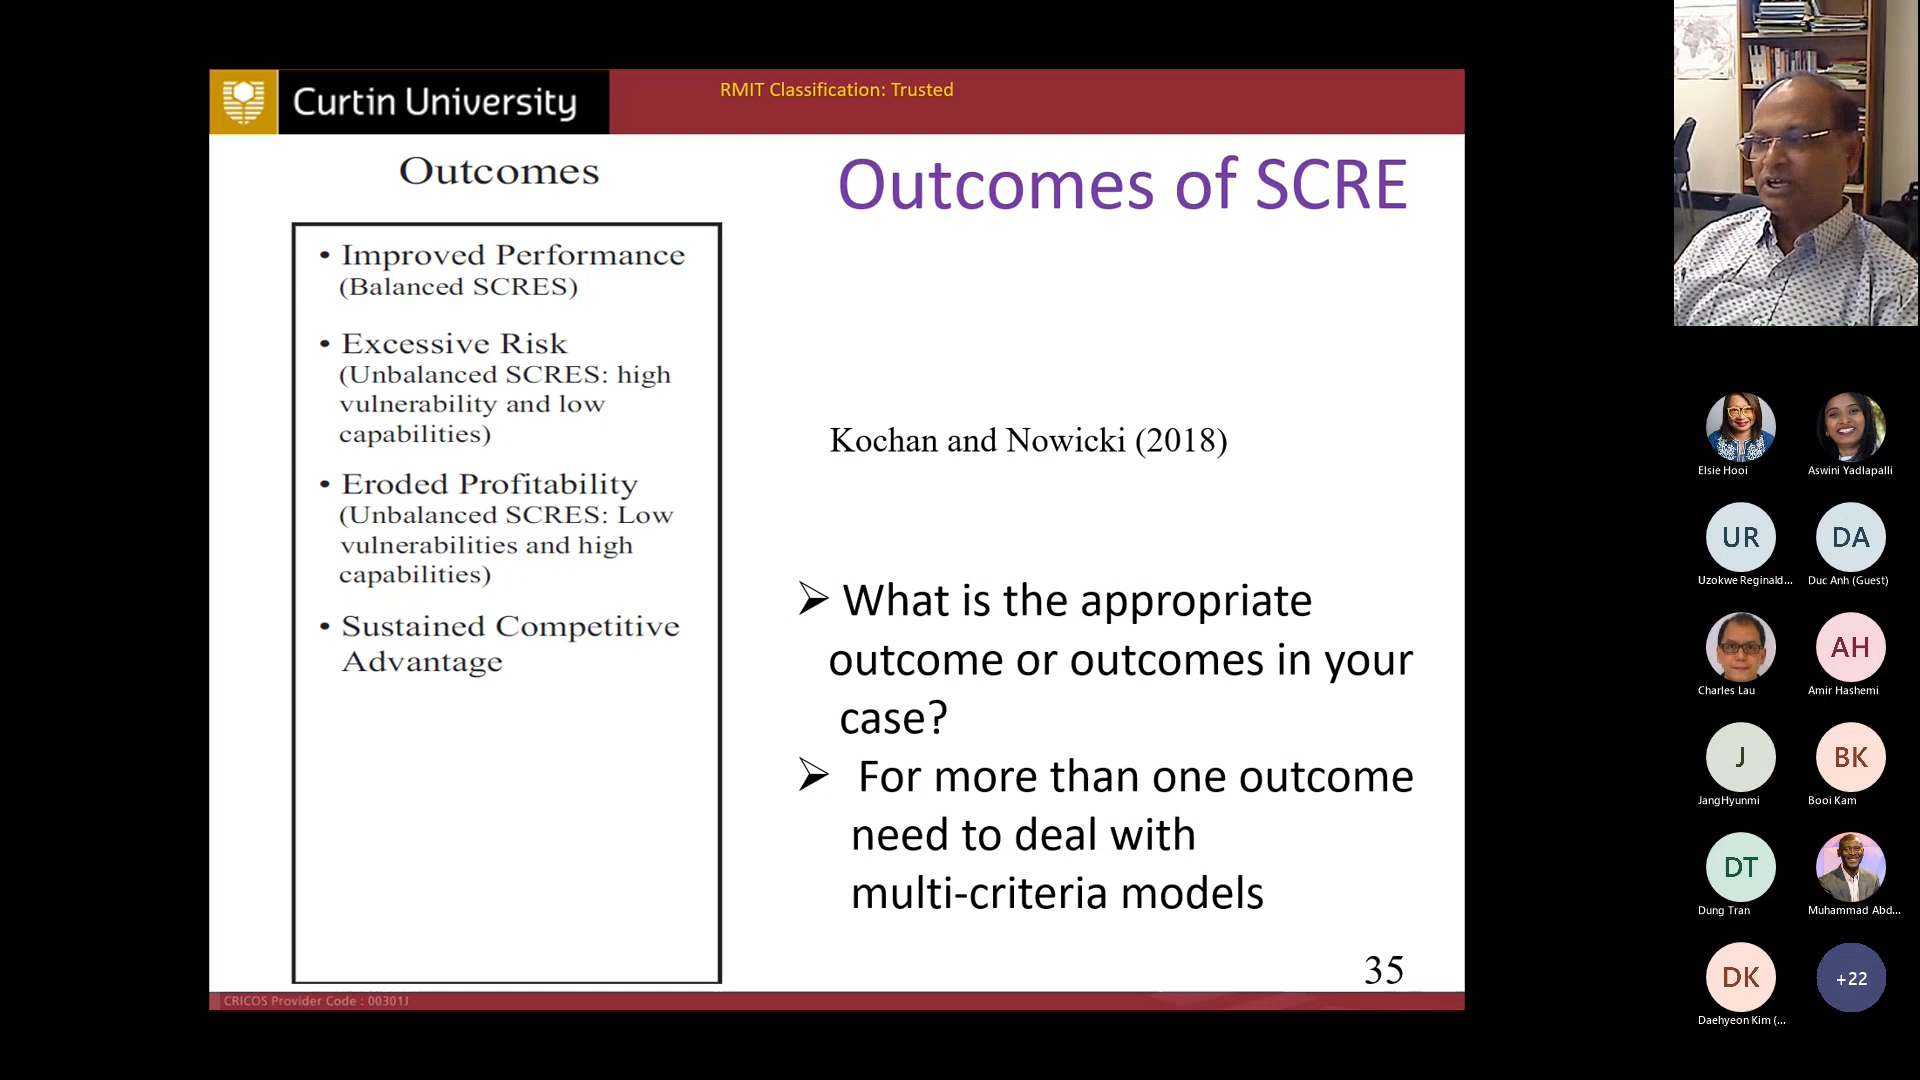 Curtin University
RMIT Classification: Trusted
Outcomes
• Improved Performance
(Balanced SCRES)
• Excessive Risk
(Unbalanced SCRES: high
vulnerability and low
capabilities)
• Eroded Profitability
(Unbalanced SCRES: Low
vulnerabilities and high
capabilities)
• Sustained Competitive
Advantage
Outcomes of SCRE
Kochan and Nowicki (2018)
➢ What is the appropriate
outcome or outcomes in your
case?
➢ For more than one outcome
need to deal with
multi-criteria models
35
CRICOS Provider Code : 00301J
Elsie Hooi
Aswini Yadlapalli
UR
DA
Uzokwe Reginald...
Duc Anh (Guest)
Charles Lau
AH
Amir Hashemi
J
BK
JangHyunmi
Booi Kam
DT
Dung Tran
Muhammad Abd...
DK
+22
Daehyeon Kim (...